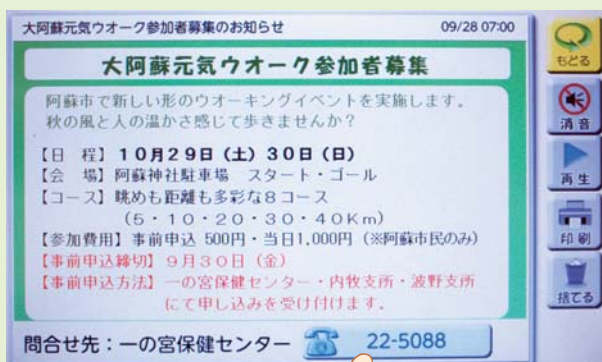 大阿蘇元気ウオーク参加者募集のお知らせ 09/28 07:00
大阿蘇元気ウオーク参加者募集
阿蘇市で新しい形のウオーキングイベントを実施します。
秋の風と人の温かさ感じて歩きませんか？
【日　程】１０月２９日（土）３０日（日）
【会　場】阿蘇神社駐車場　スタート・ゴール
【コース】眺めも距離も多彩な８コース
（５・１０・２０・３０・４０Ｋｍ）
【参加費用】事前申込 500円・当日1,000円（※阿蘇市民のみ）
【事前申込締切】９月３０日（金）
【事前申込方法】一の宮保健センター・内牧支所・波野支所
にて申し込みを受け付けます。
問合せ先：一の宮保健センター 22-5088
もどる
消音
再生
印刷
捨てる